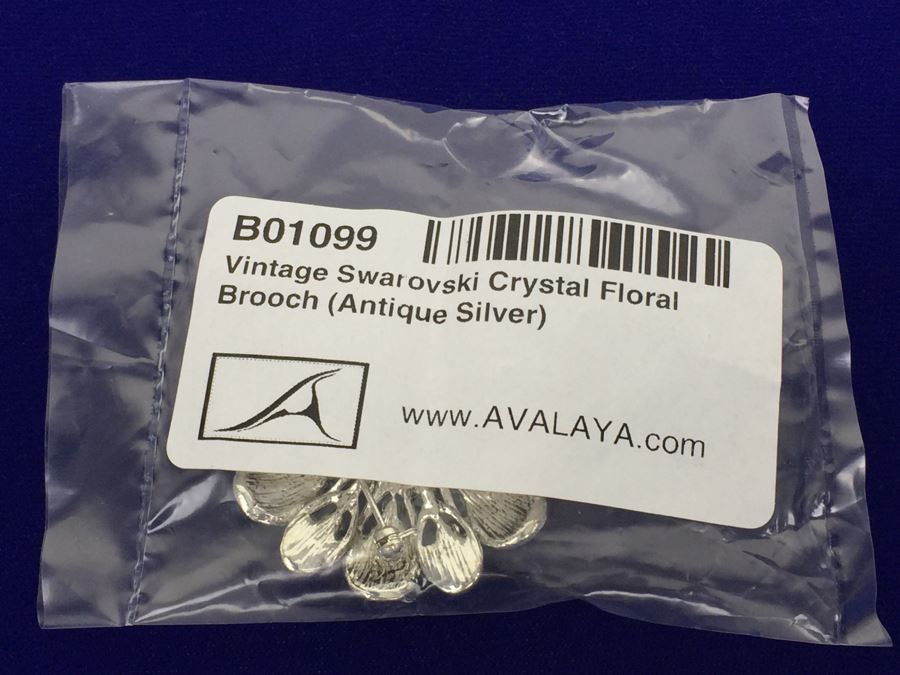 B01099
Vintage Swarovski Crystal Floral
Brooch (Antique Silver)
www.AVALAYA.com